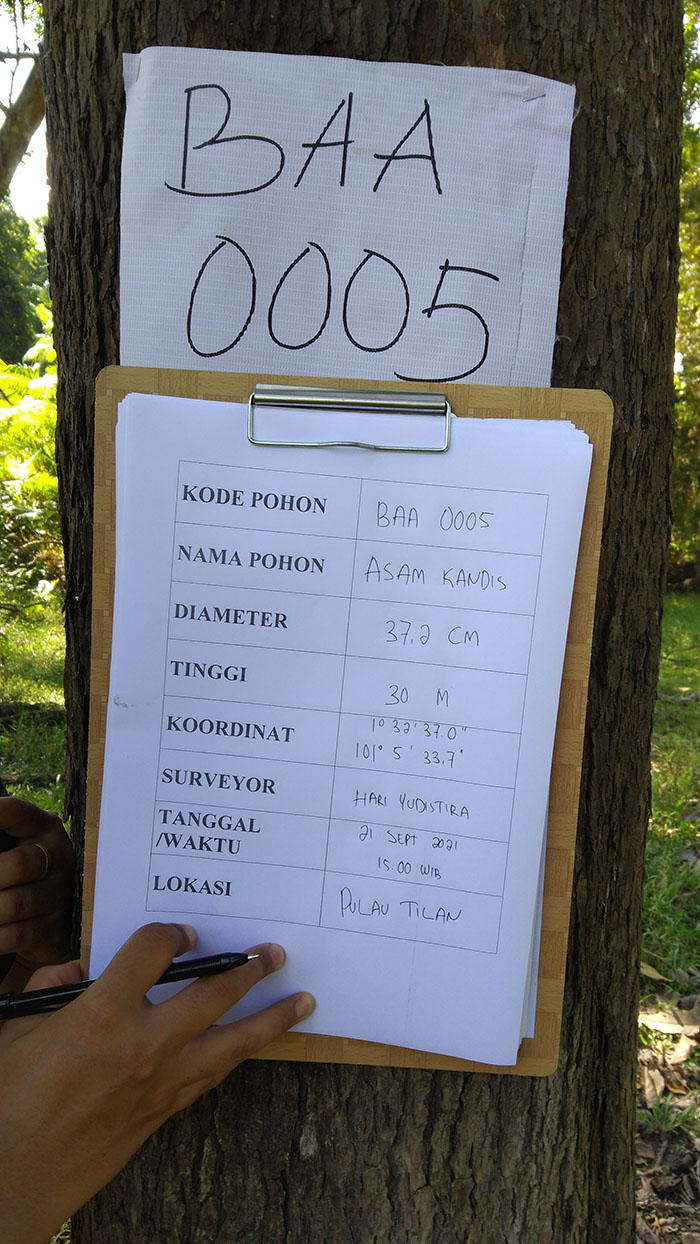 BAA
0005
KODE POHON BAA 0005
NAMA POHON ASAM KANDIS
DIAMETER 37.2 CM
TINGGI 30 M
KOORDINAT 1° 32' 37.0"
101° 5' 33.7"
SURVEYOR HARI YUDISTIRA
TANGGAL 21 SEPT 2021
/WAKTU 15.00 WIB
LOKASI PULAU TILAN